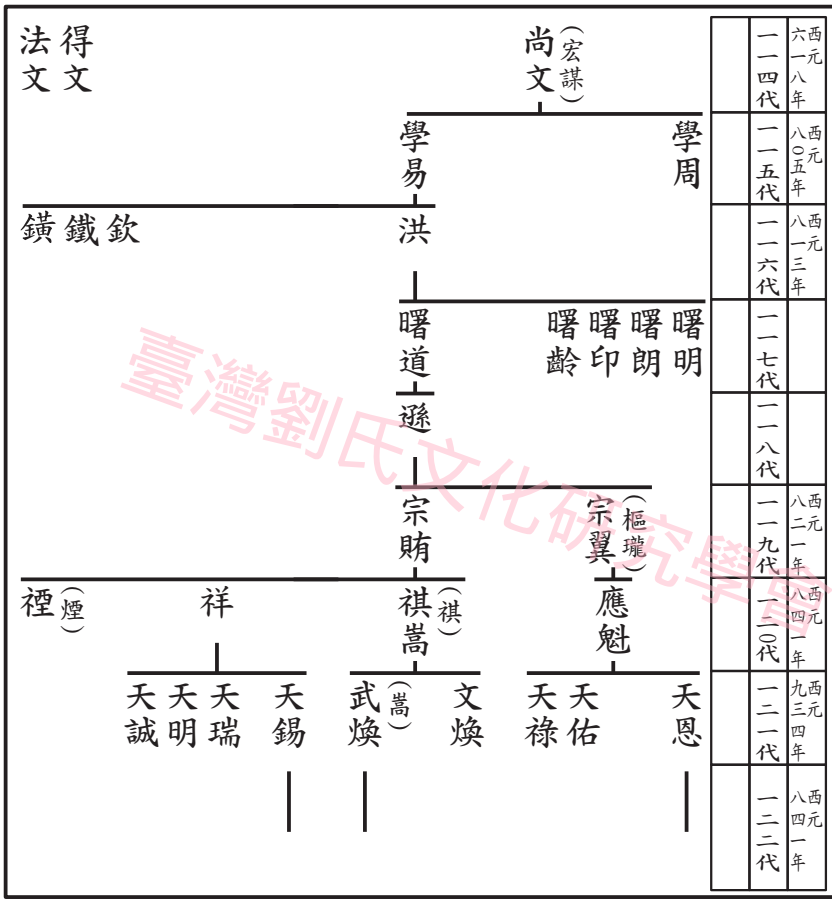 西元六一八年
一一四代
尚文(宏謀)
得文
法文
西元八０五年
一一五代
學周
學易
西元八一三年
一一六代
洪
欽
鐵
鐄
一一七代
曙明
曙朗
曙印
曙齡
曙道
一一八代
遜
西元八二一年
一一九代
宗翼(樞瓏)
宗賄
西元八四一年
一二０代
應魁
祺嵩(祺)
祥
禋(煙)
西元九三四年
一二一代
天恩
天佑
天祿
文煥
武煥(嵩)
天錫
天瑞
天明
天誠
西元八四一年
一二二代
臺灣劉氏文化研究學會